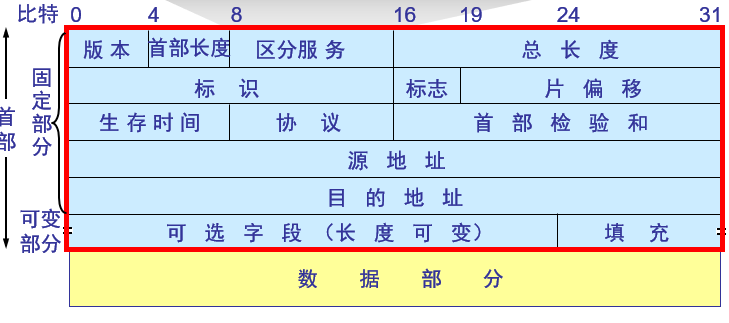 比特 0 4 8 16 19 24 31
版本 首部长度 区分服务 总长度
标识 标志 片偏移
生存时间 协议 首部检验和
源地址
目的地址
可选字段（长度可变） 填充
数据部分
首部
固定部分
可变部分